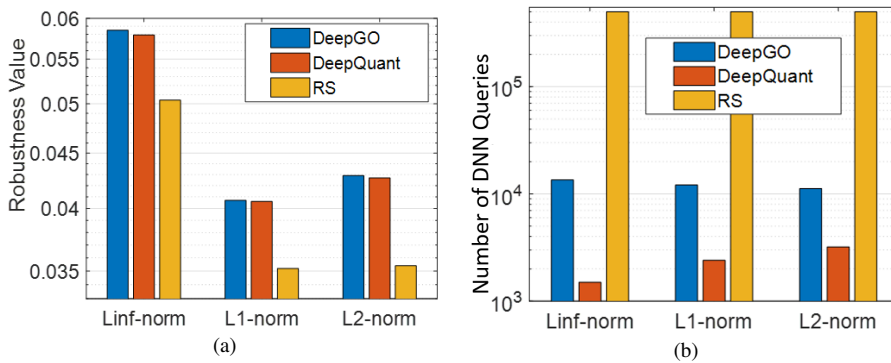 Robustness Value
0.06
0.055
0.05
0.045
0.04
0.035
DeepGO
DeepQuant
RS
Linf-norm L1-norm L2-norm
(a)
Number of DNN Queries
10^5
10^4
10^3
DeepGO
DeepQuant
RS
Linf-norm L1-norm L2-norm
(b)